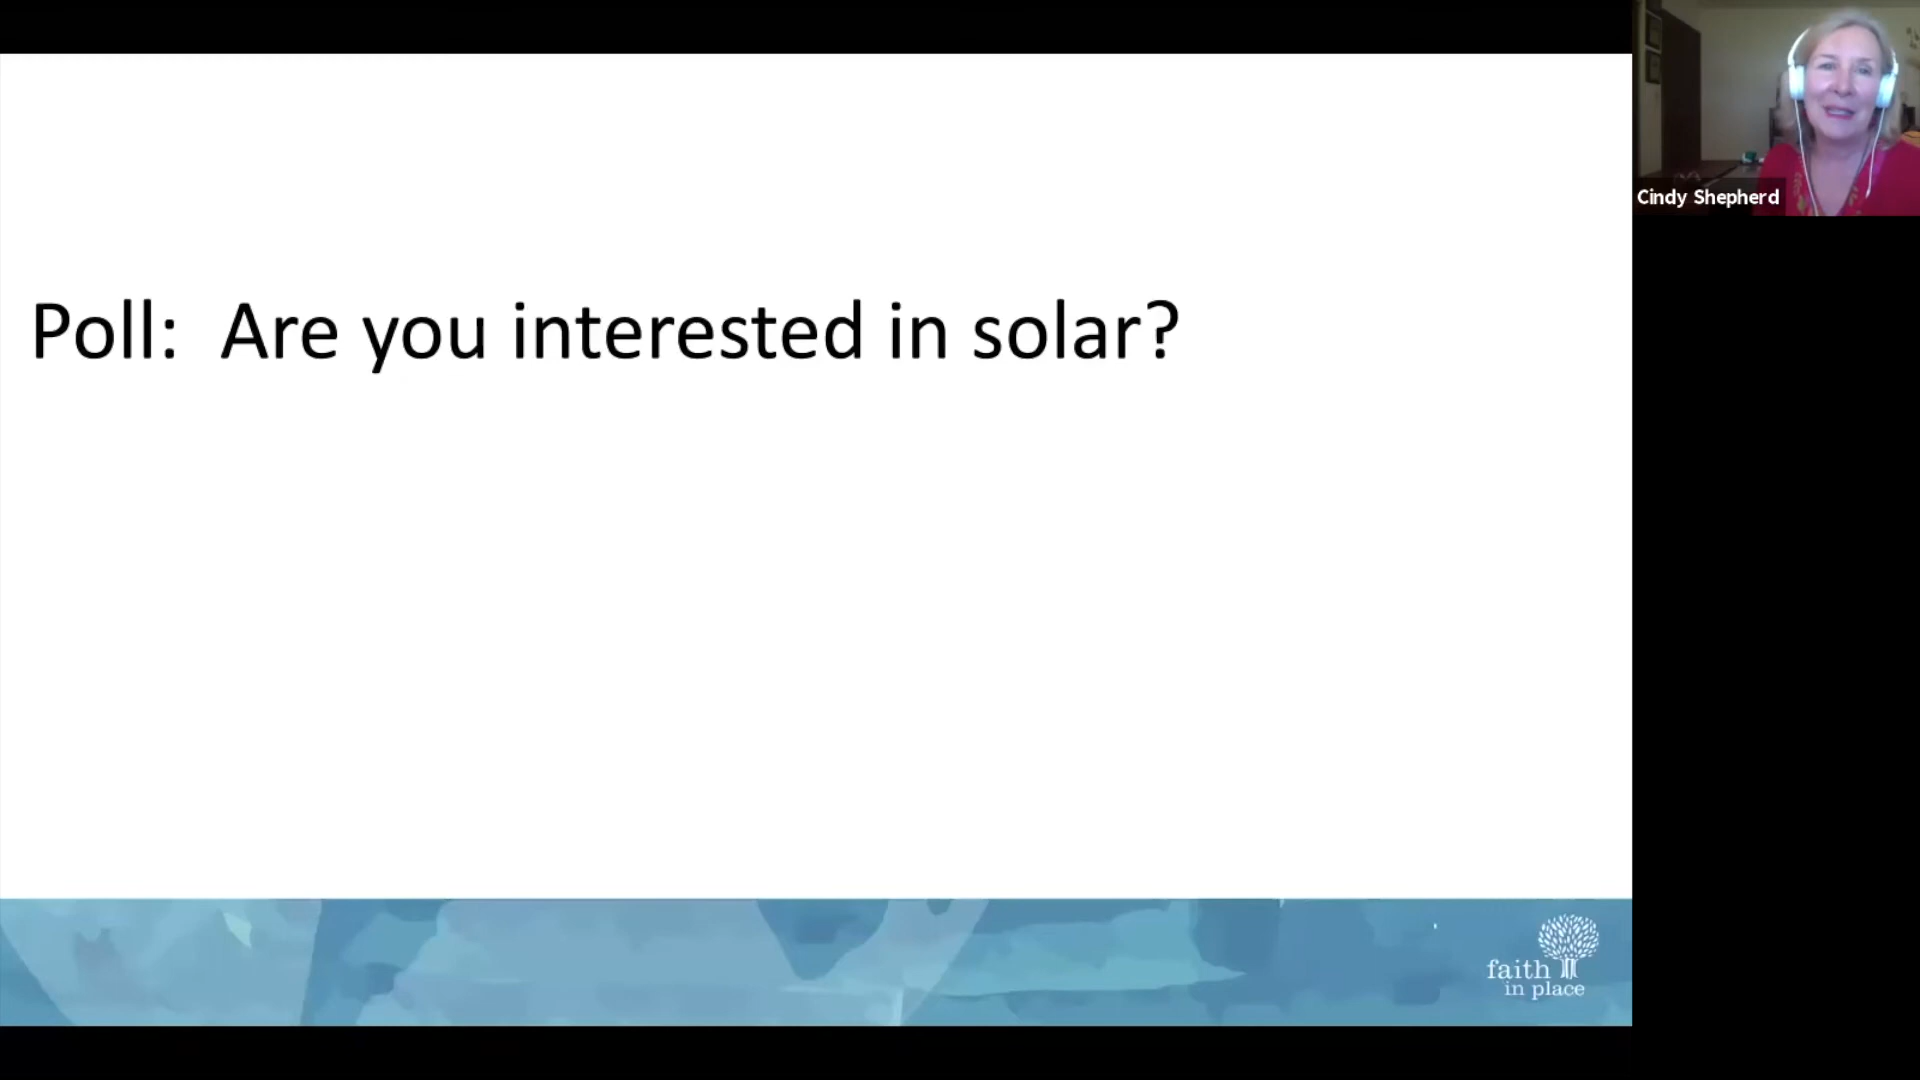 Cindy Shepherd
Poll:  Are you interested in solar?
faith
in place